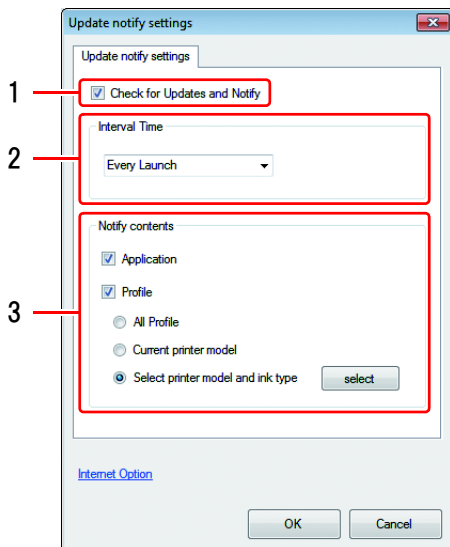 Update notify settings
Update notify settings
1
Check for Updates and Notify
2
Interval Time
Every Launch
3
Notify contents
Application
Profile
All Profile
Current printer model
Select printer model and ink type select
Internet Option
OK Cancel